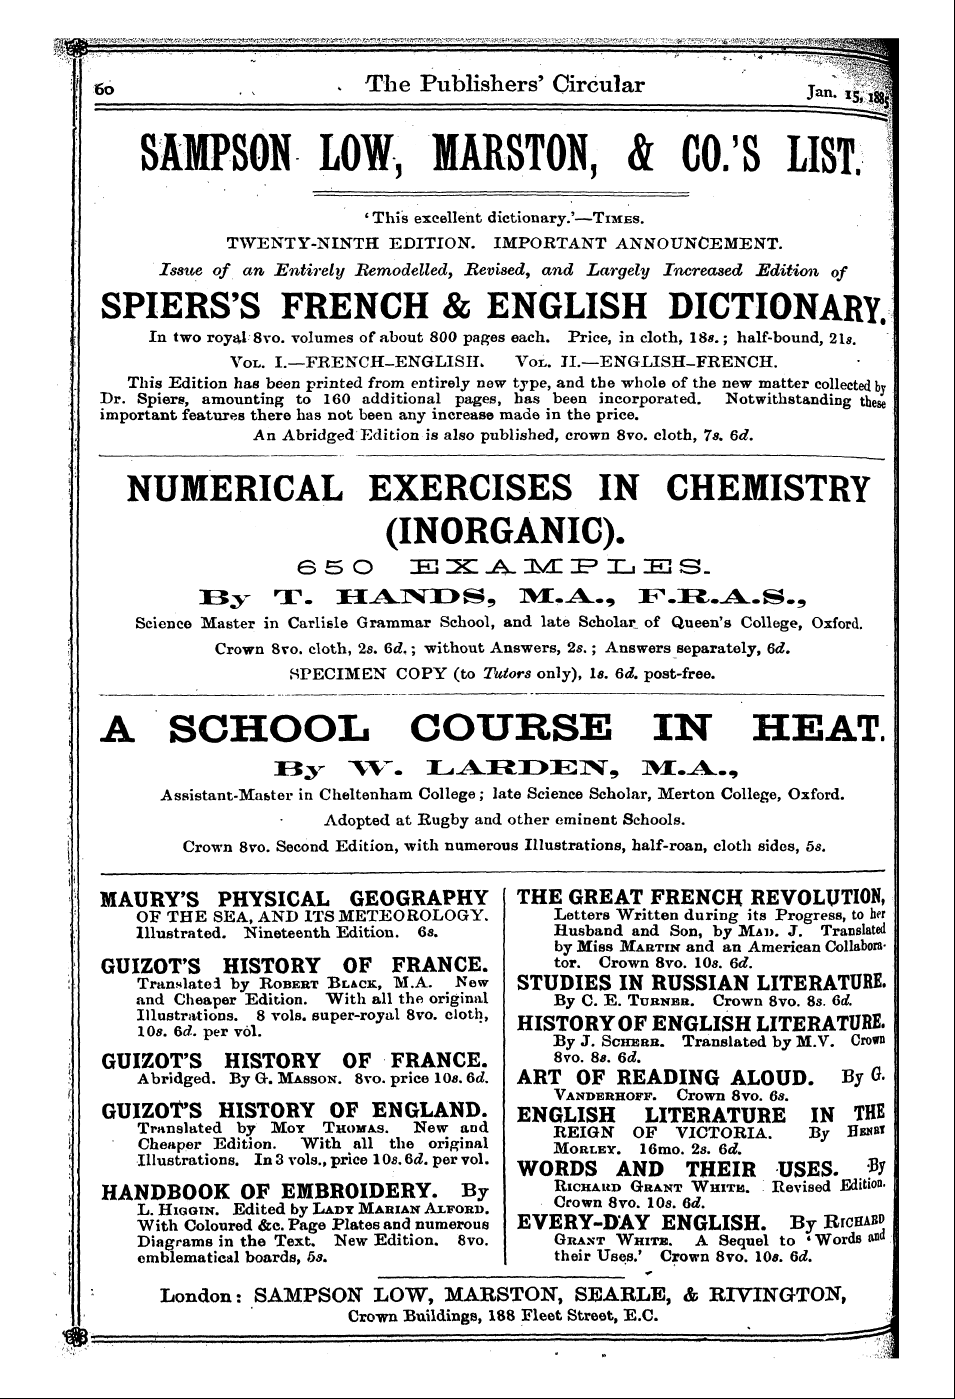 60
The Publishers' Circular
Jan. 15, 1885
SAMPSON LOW, MARSTON, & CO.'S LIST.
'This excellent dictionary.'—TIMES.
TWENTY-NINTH EDITION. IMPORTANT ANNOUNCEMENT.
Issue of an Entirely Remodelled, Revised, and Largely Increased Edition of
SPIERS'S FRENCH & ENGLISH DICTIONARY.
In two royal 8vo. volumes of about 800 pages each. Price, in cloth, 18s.; half-bound, 21s.
VOL. I.—FRENCH-ENGLISH. VOL. II.—ENGLISH-FRENCH.
This Edition has been printed from entirely new type, and the whole of the new matter collected by
Dr. Spiers, amounting to 160 additional pages, has been incorporated. Notwithstanding these
important features there has not been any increase made in the price.
An Abridged Edition is also published, crown 8vo. cloth, 7s. 6d.
NUMERICAL EXERCISES IN CHEMISTRY
(INORGANIC).
650 EXAMPLES.
By T. HANDS, M.A., F.R.A.S.,
Science Master in Carlisle Grammar School, and late Scholar of Queen's College, Oxford.
Crown 8vo. cloth, 2s. 6d.; without Answers, 2s.; Answers separately, 6d.
SPECIMEN COPY (to Tutors only), 1s. 6d. post-free.
A SCHOOL COURSE IN HEAT.
By W. LARDEN, M.A.,
Assistant-Master in Cheltenham College; late Science Scholar, Merton College, Oxford.
Adopted at Rugby and other eminent Schools.
Crown 8vo. Second Edition, with numerous Illustrations, half-roan, cloth sides, 5s.
MAURY'S PHYSICAL GEOGRAPHY
OF THE SEA, AND ITS METEOROLOGY.
Illustrated. Nineteenth Edition. 6s.
GUIZOT'S HISTORY OF FRANCE.
Translated by ROBERT BLACK, M.A. New
and Cheaper Edition. With all the original
Illustrations. 8 vols. super-royal 8vo. cloth,
10s. 6d. per vol.
GUIZOT'S HISTORY OF FRANCE.
Abridged. By G. MASSON. 8vo. price 10s. 6d.
GUIZOT'S HISTORY OF ENGLAND.
Translated by MOY THOMAS. New and
Cheaper Edition. With all the original
Illustrations. In 3 vols., price 10s. 6d. per vol.
HANDBOOK OF EMBROIDERY. By
L. HIGGIN. Edited by LADY MARIAN ALFORD.
With Coloured &c. Page Plates and numerous
Diagrams in the Text. New Edition. 8vo.
emblematical boards, 5s.
THE GREAT FRENCH REVOLUTION,
Letters Written during its Progress, to her
Husband and Son, by MAD. J. Translated
by Miss MARTIN and an American Collabora-
tor. Crown 8vo. 10s. 6d.
STUDIES IN RUSSIAN LITERATURE.
By C. E. TURNER. Crown 8vo. 8s. 6d.
HISTORY OF ENGLISH LITERATURE.
By J. SCHERR. Translated by M.V. Crown
8vo. 8s. 6d.
ART OF READING ALOUD. By G.
VANDERHOFF. Crown 8vo. 6s.
ENGLISH LITERATURE IN THE
REIGN OF VICTORIA. By HENRY
MORLEY. 16mo. 2s. 6d.
WORDS AND THEIR USES. By
RICHARD GRANT WHITE. Revised Edition.
Crown 8vo. 10s. 6d.
EVERY-DAY ENGLISH. By RICHARD
GRANT WHITE. A Sequel to 'Words and
their Uses.' Crown 8vo. 10s. 6d.
London: SAMPSON LOW, MARSTON, SEARLE, & RIVINGTON,
Crown Buildings, 188 Fleet Street, E.C.